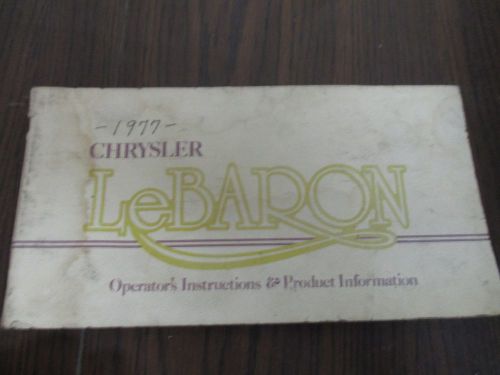 -1977-
CHRYSLER
LeBARON
Operator's Instructions & Product Information